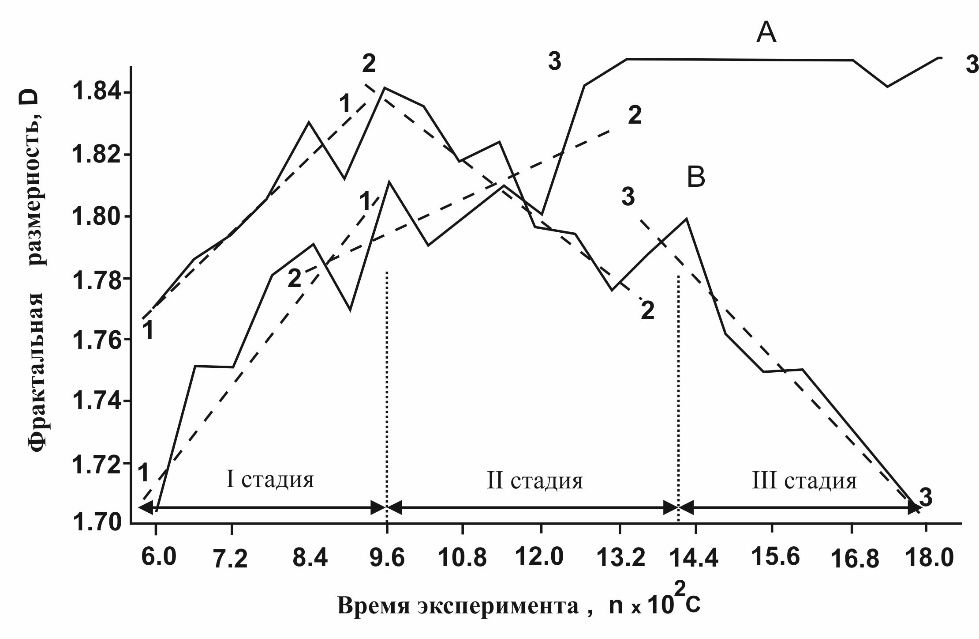 A
3
3
2
1
1.84
2
1.82
B
3
1
1.80
2
1.78
2
1
1.76
1.74
1.72
1
I стадия
II стадия
III стадия
3
1.70
6.0 7.2 8.4 9.6 10.8 12.0 13.2 14.4 15.6 16.8 18.0
Фрактальная размерность, D
Время эксперимента , n x 10²C